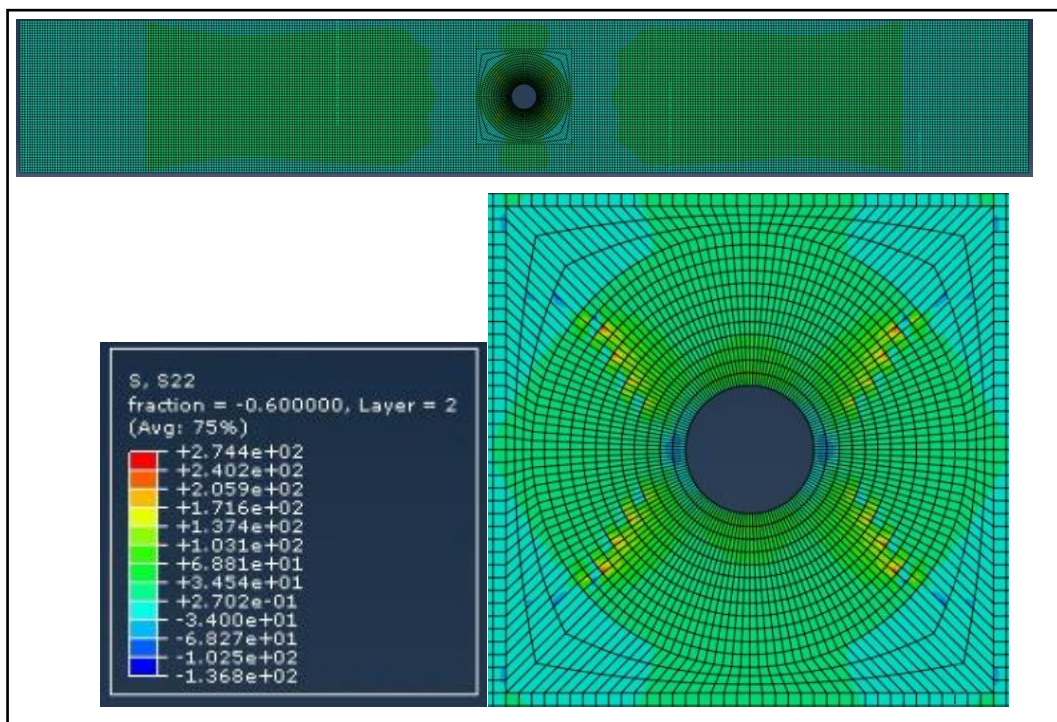 S, S22
fraction = -0.600000, Layer = 2
(Avg: 75%)
+2.744e+02
+2.402e+02
+2.059e+02
+1.716e+02
+1.374e+02
+1.031e+02
+6.881e+01
+3.454e+01
+2.702e-01
-3.400e+01
-6.827e+01
-1.025e+02
-1.368e+02